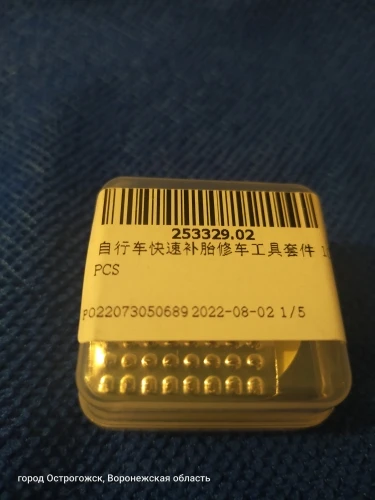 253329.02
自行车快速补胎修车工具套件
PCS
PO22073050689 2022-08-02 1/5
город Острогожск, Воронежская область